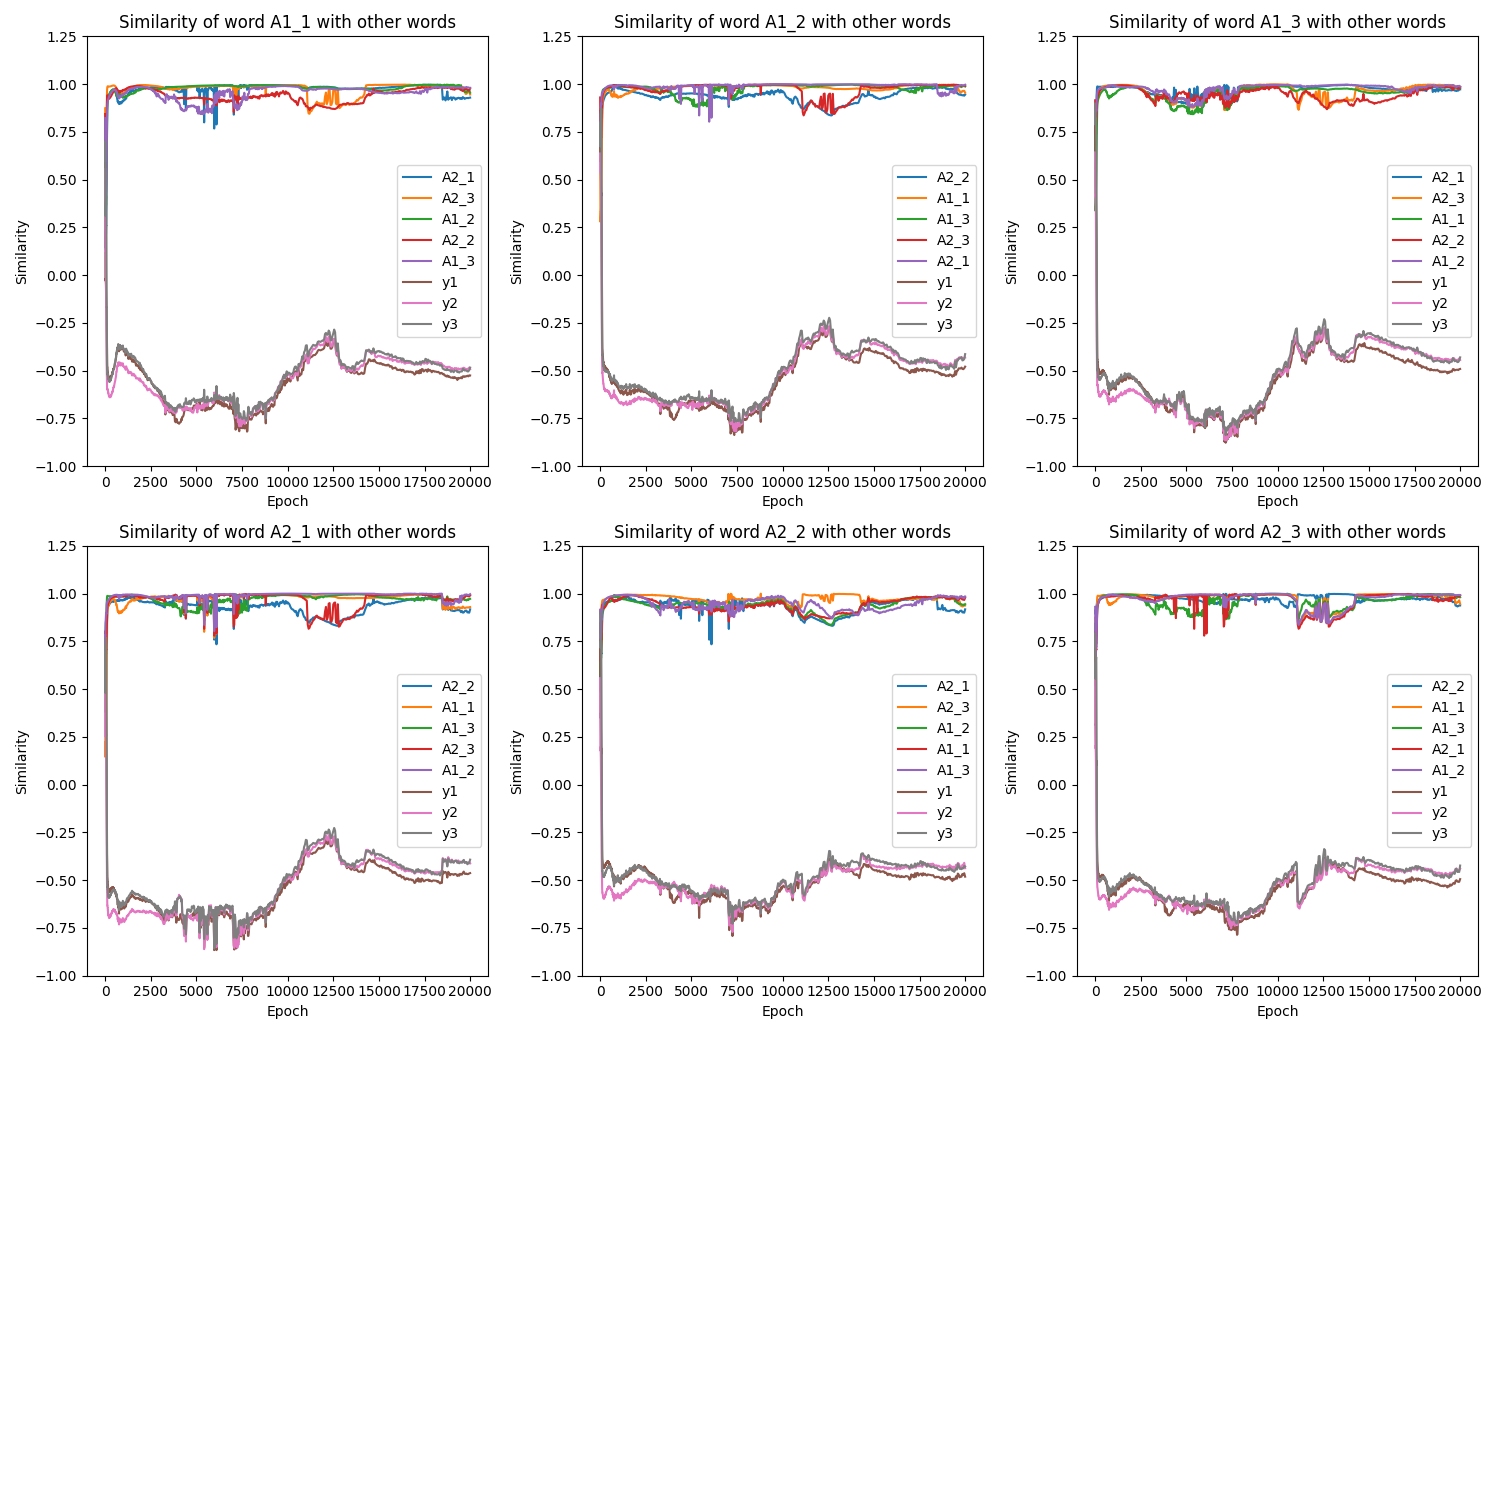 Similarity of word A1_1 with other words
1.25
1.00
0.75
0.50
0.25
0.00
−0.25
−0.50
−0.75
−1.00
Similarity
0 2500 5000 7500 10000 12500 15000 17500 20000
Epoch
A2_1
A2_3
A1_2
A2_2
A1_3
y1
y2
y3
Similarity of word A1_2 with other words
1.25
1.00
0.75
0.50
0.25
0.00
−0.25
−0.50
−0.75
−1.00
Similarity
0 2500 5000 7500 10000 12500 15000 17500 20000
Epoch
A2_2
A1_1
A1_3
A2_3
A2_1
y1
y2
y3
Similarity of word A1_3 with other words
1.25
1.00
0.75
0.50
0.25
0.00
−0.25
−0.50
−0.75
−1.00
Similarity
0 2500 5000 7500 10000 12500 15000 17500 20000
Epoch
A2_1
A2_3
A1_1
A2_2
A1_2
y1
y2
y3
Similarity of word A2_1 with other words
1.25
1.00
0.75
0.50
0.25
0.00
−0.25
−0.50
−0.75
−1.00
Similarity
0 2500 5000 7500 10000 12500 15000 17500 20000
Epoch
A2_2
A1_1
A1_3
A2_3
A1_2
y1
y2
y3
Similarity of word A2_2 with other words
1.25
1.00
0.75
0.50
0.25
0.00
−0.25
−0.50
−0.75
−1.00
Similarity
0 2500 5000 7500 10000 12500 15000 17500 20000
Epoch
A2_1
A2_3
A1_2
A1_1
A1_3
y1
y2
y3
Similarity of word A2_3 with other words
1.25
1.00
0.75
0.50
0.25
0.00
−0.25
−0.50
−0.75
−1.00
Similarity
0 2500 5000 7500 10000 12500 15000 17500 20000
Epoch
A2_2
A1_1
A1_3
A2_1
A1_2
y1
y2
y3